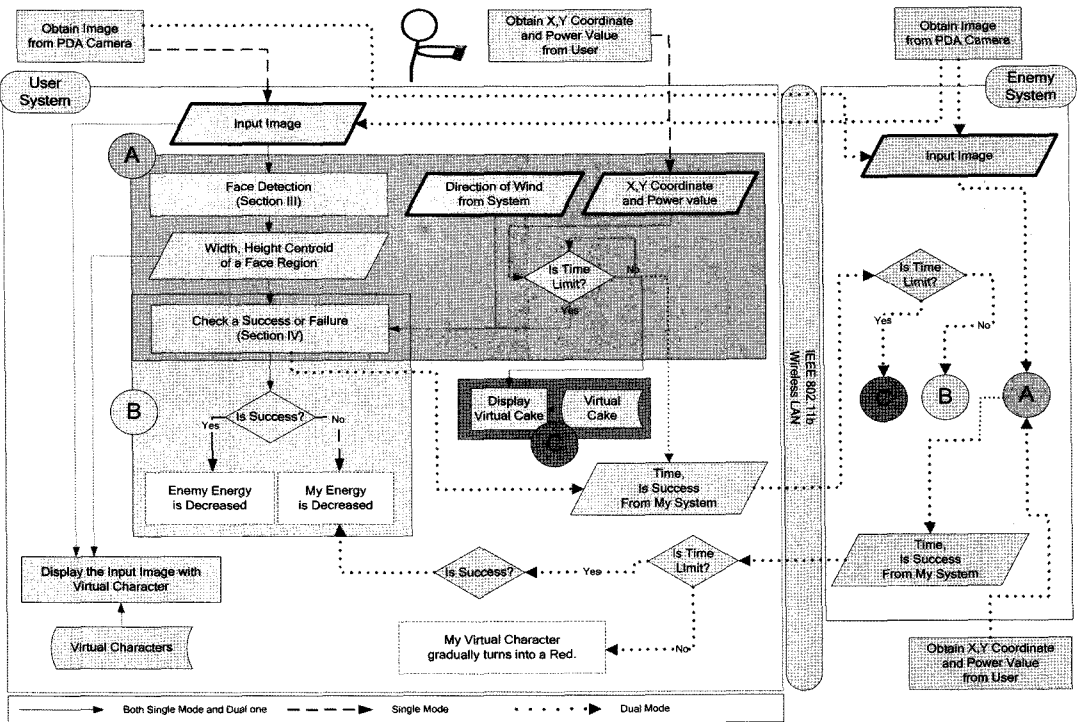 Obtain Image
from PDA Camera
Obtain X,Y Coordinate
and Power Value
from User
Obtain Image
from PDA Camera
User
System
Enemy
System
Input Image
Input Image
A
Face Detection
(Section III)
Direction of Wind
from System
X,Y Coordinate
and Power value
Width, Height Centroid
of a Face Region
Is Time
Limit?
No
Yes
Is Time
Limit?
Yes
No
Check a Success or Failure
(Section IV)
IEEE 802.11b
Wireless LAN
B
Is Success?
Yes
No
Display
Virtual Cake
Virtual
Cake
C
C
B
A
Enemy Energy
is Decreased
My Energy
is Decreased
Time,
Is Success
From My System
Time,
Is Success
From My System
Is Time
Limit?
Yes
Is Success?
No
Display the Input Image with
Virtual Character
Virtual Characters
My Virtual Character
gradually turns into a Red.
Obtain X,Y Coordinate
and Power Value
from User
Both Single Mode and Dual one
Single Mode
Dual Mode